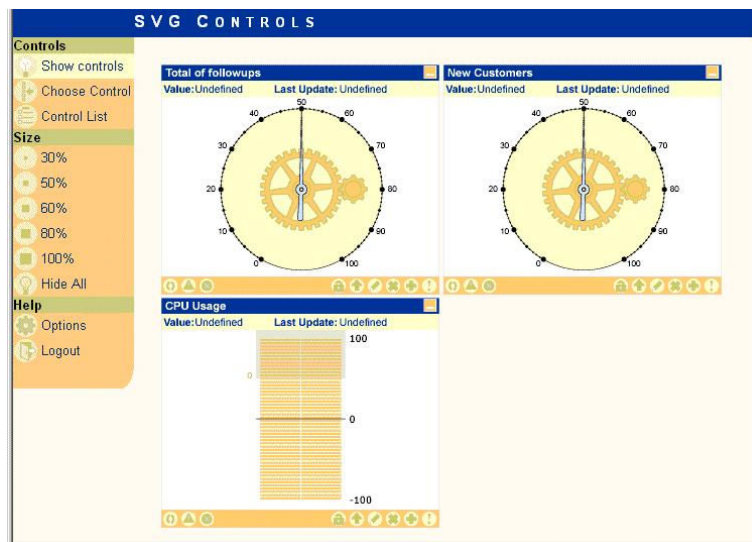 SVG CONTROLS
Controls
Show controls
Choose Control
Control List
Size
30%
50%
60%
80%
100%
Hide All
Help
Options
Logout
Total of followups
Value:Undefined Last Update: Undefined
0 10 20 30 40 50 60 70 80 90 100
New Customers
Value:Undefined Last Update: Undefined
0 10 20 30 40 50 60 70 80 90 100
CPU Usage
Value:Undefined Last Update: Undefined
100
0
0
-100